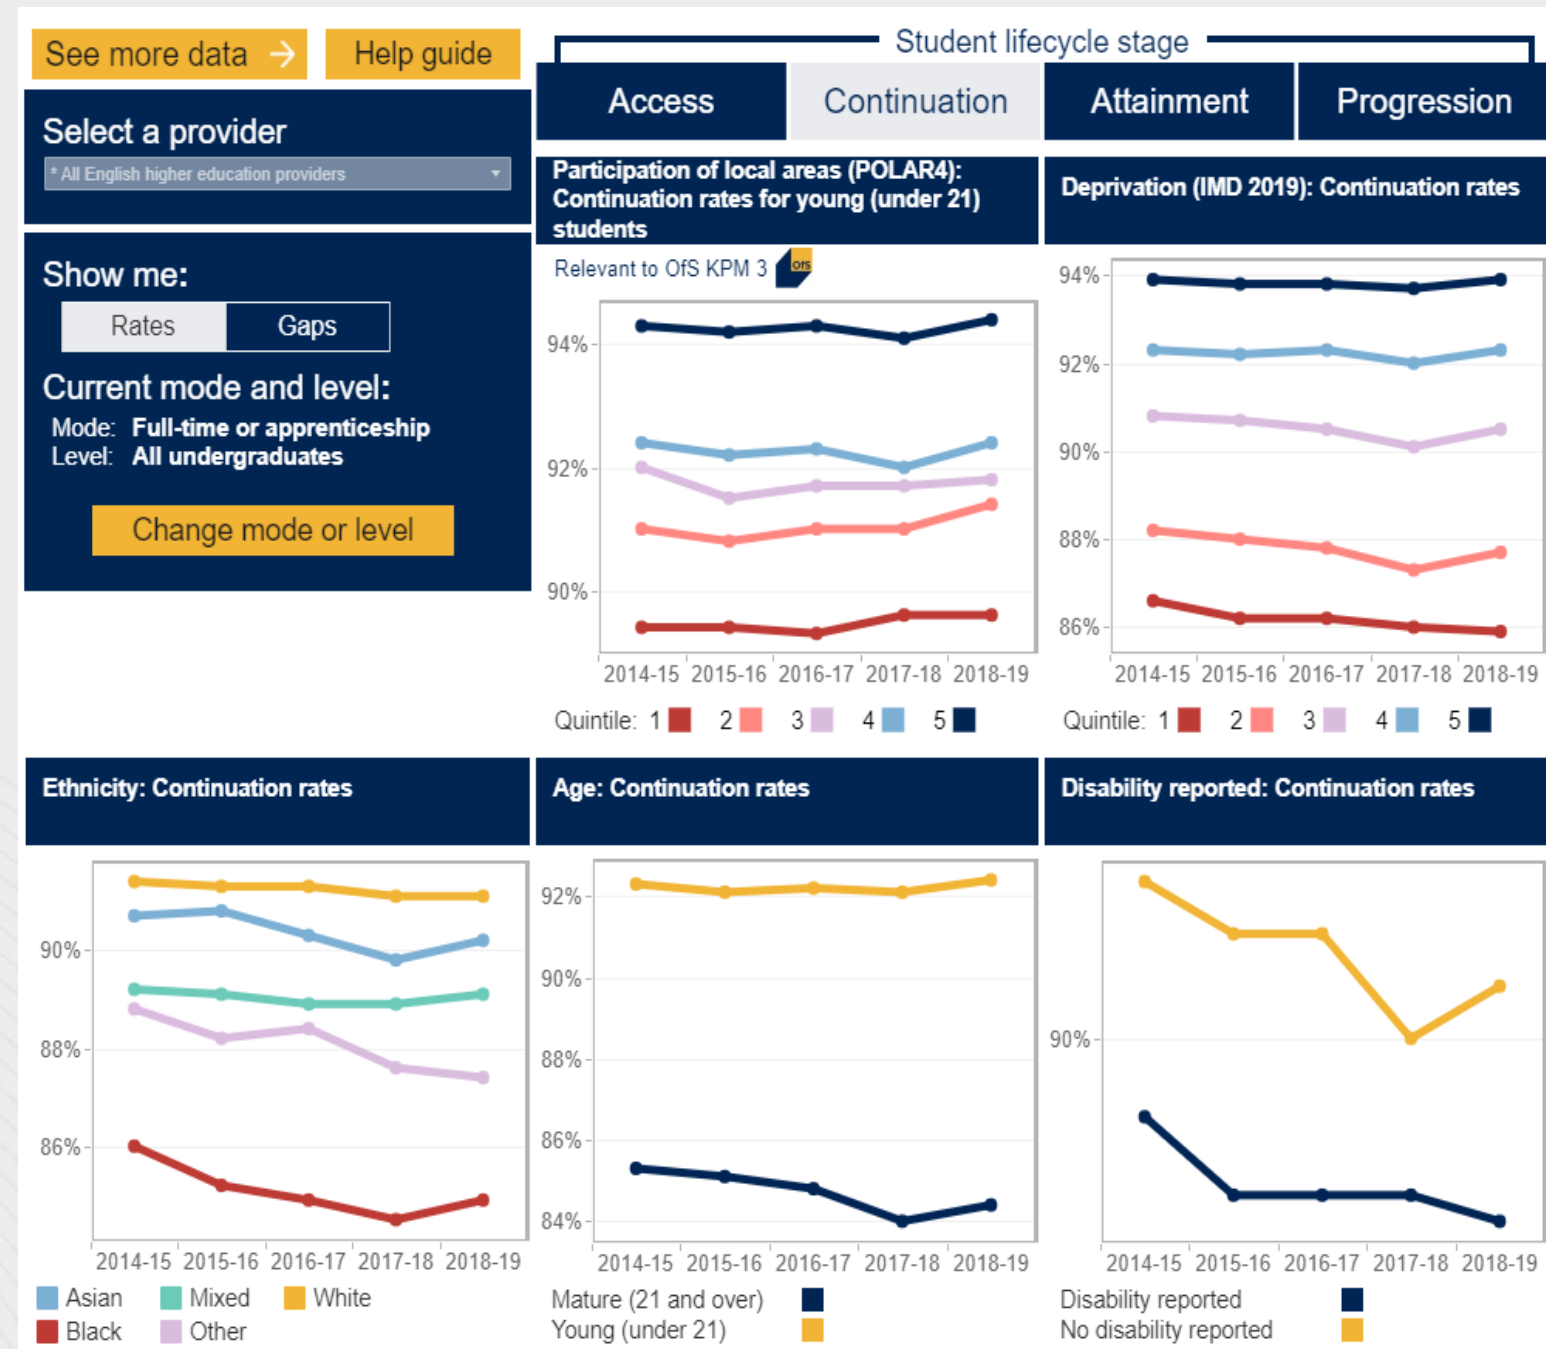 See more data →
Help guide
Student lifecycle stage
Access
Continuation
Attainment
Progression
Select a provider
* All English higher education providers
Show me:
Rates
Gaps
Current mode and level:
Mode: Full-time or apprenticeship
Level: All undergraduates
Change mode or level
Participation of local areas (POLAR4):
Continuation rates for young (under 21)
students
Relevant to OfS KPM 3
OfS
94%
92%
90%
2014-15 2015-16 2016-17 2017-18 2018-19
Quintile: 1 2 3 4 5
Deprivation (IMD 2019): Continuation rates
94%
92%
90%
88%
86%
2014-15 2015-16 2016-17 2017-18 2018-19
Quintile: 1 2 3 4 5
Ethnicity: Continuation rates
90%
88%
86%
2014-15 2015-16 2016-17 2017-18 2018-19
Asian Mixed White
Black Other
Age: Continuation rates
92%
90%
88%
86%
84%
2014-15 2015-16 2016-17 2017-18 2018-19
Mature (21 and over)
Young (under 21)
Disability reported: Continuation rates
90%
2014-15 2015-16 2016-17 2017-18 2018-19
Disability reported
No disability reported